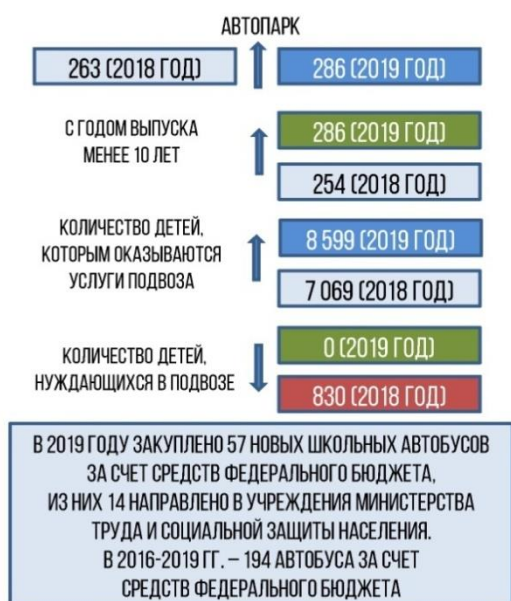 АВТОПАРК
263 (2018 ГОД)
286 (2019 ГОД)
С ГОДОМ ВЫПУСКА
МЕНЕЕ 10 ЛЕТ
286 (2019 ГОД)
254 (2018 ГОД)
КОЛИЧЕСТВО ДЕТЕЙ,
КОТОРЫМ ОКАЗЫВАЮТСЯ
УСЛУГИ ПОДВОЗА
8 599 (2019 ГОД)
7 069 (2018 ГОД)
КОЛИЧЕСТВО ДЕТЕЙ,
НУЖДАЮЩИХСЯ В ПОДВОЗЕ
0 (2019 ГОД)
830 (2018 ГОД)
В 2019 ГОДУ ЗАКУПЛЕНО 57 НОВЫХ ШКОЛЬНЫХ АВТОБУСОВ
ЗА СЧЕТ СРЕДСТВ ФЕДЕРАЛЬНОГО БЮДЖЕТА,
ИЗ НИХ 14 НАПРАВЛЕНО В УЧРЕЖДЕНИЯ МИНИСТЕРСТВА
ТРУДА И СОЦИАЛЬНОЙ ЗАЩИТЫ НАСЕЛЕНИЯ.
В 2016-2019 ГГ. – 194 АВТОБУСА ЗА СЧЕТ
СРЕДСТВ ФЕДЕРАЛЬНОГО БЮДЖЕТА